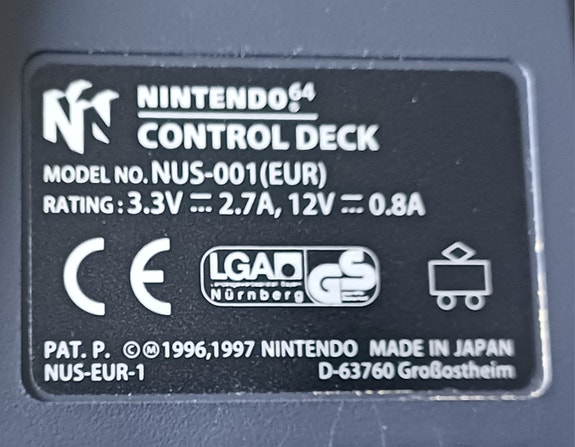 NINTENDO64®
CONTROL DECK
MODEL NO. NUS-001(EUR)
RATING : 3.3V ⎓ 2.7A, 12V ⎓ 0.8A
CE
LGA GS
Nürnberg
PAT. P. ©Ⓜ1996,1997 NINTENDO MADE IN JAPAN
NUS-EUR-1 D-63760 Großostheim